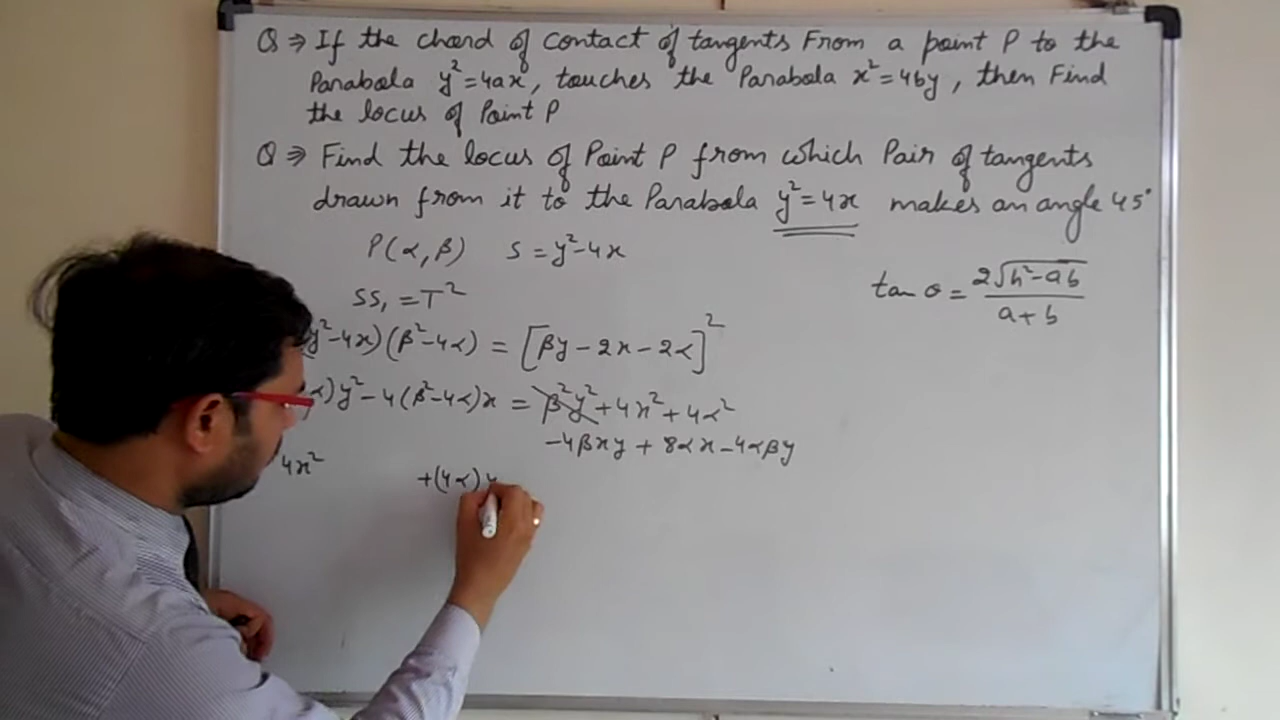 Q ⇒ If the chord of contact of tangents From a point P to the
Parabola y²=4ax, touches the Parabola x²=4by, then Find
the locus of Point P
Q ⇒ Find the locus of Point P from which Pair of tangents
drawn from it to the Parabola y²=4x makes an angle 45°
P(α,β) S = y²-4x
tan θ = 2√h²-ab / a+b
SS₁ = T²
y²-4x)(β²-4α) = [βy-2x-2α]²
α)y²-4(β²-4α)x = β²y²+4x²+4α²
-4βxy+8αx-4αβy
4x² +(4α)y